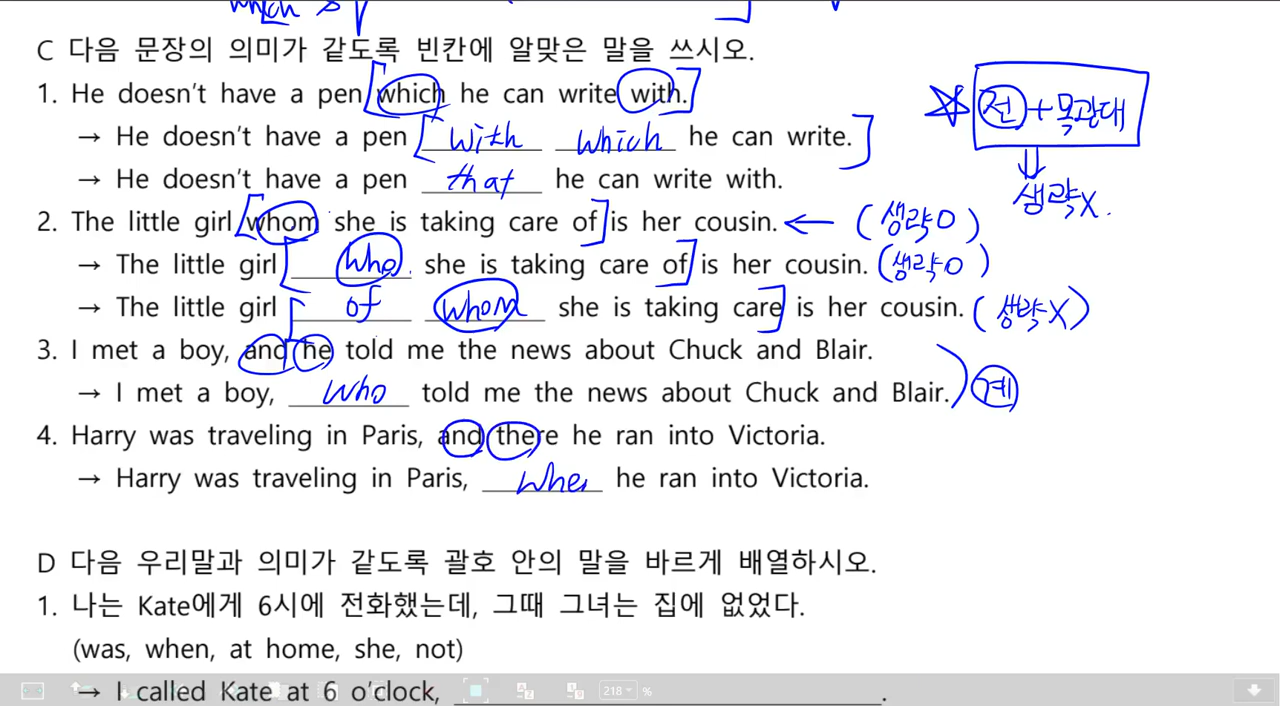 which
C 다음 문장의 의미가 같도록 빈칸에 알맞은 말을 쓰시오.
1. He doesn't have a pen [which he can write with.]
→ He doesn't have a pen [with which he can write.]
→ He doesn't have a pen that he can write with.
전+목관대
생략X.
2. The little girl [whom she is taking care of] is her cousin. ← (생략O)
→ The little girl [who she is taking care of] is her cousin. (생략O)
→ The little girl [of whom she is taking care] is her cousin. (생략X)
3. I met a boy, and he told me the news about Chuck and Blair.
→ I met a boy, who told me the news about Chuck and Blair.
계
4. Harry was traveling in Paris, and there he ran into Victoria.
→ Harry was traveling in Paris, whe he ran into Victoria.
D 다음 우리말과 의미가 같도록 괄호 안의 말을 바르게 배열하시오.
1. 나는 Kate에게 6시에 전화했는데, 그때 그녀는 집에 없었다.
(was, when, at home, she, not)
→ I called Kate at 6 o'clock, ____.
218 %